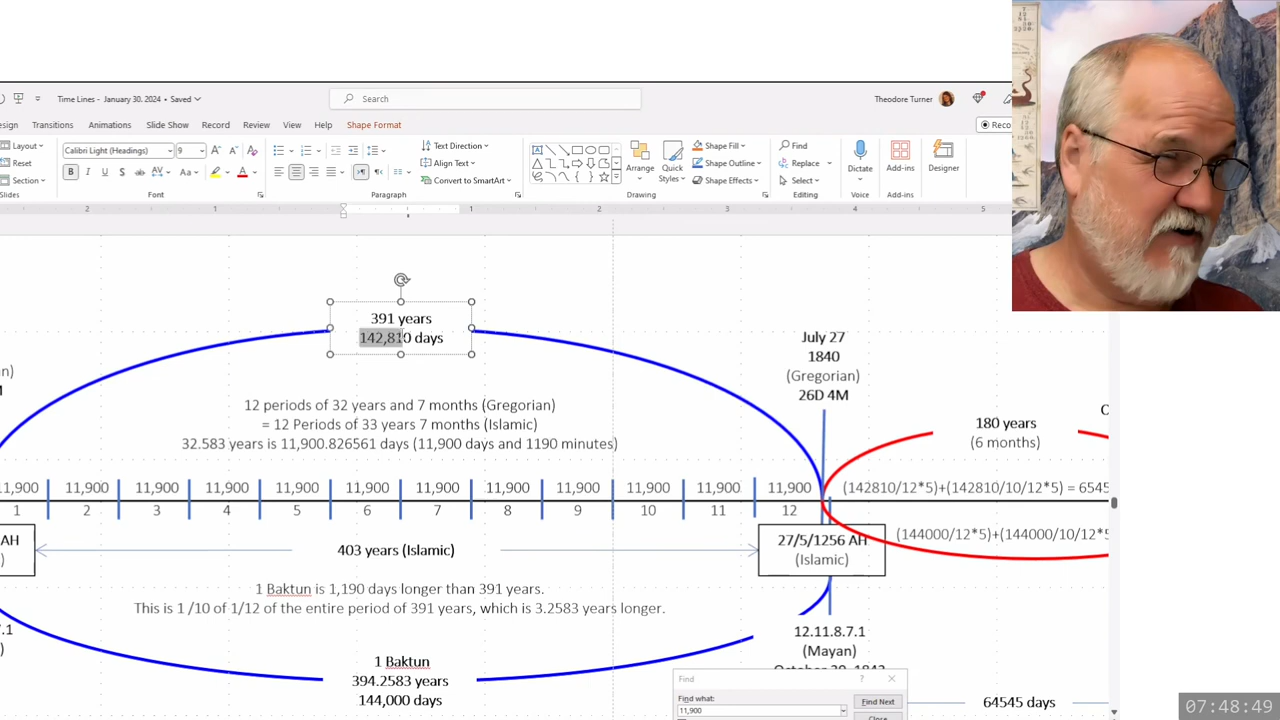 Time Lines - January 30. 2024 • Saved
Search
Theodore Turner
esign Transitions Animations Slide Show Record Review View Help Shape Format
Reco
Layout
Reset
Section
Slides
Calibri Light (Headings) 9
Font
Paragraph
Text Direction
Align Text
Convert to SmartArt
Arrange
Quick Styles
Shape Fill
Shape Outline
Shape Effects
Drawing
Find
Replace
Select
Editing
Dictate
Voice
Add-ins
Add-ins
Designer
Designer
2 1 1 2 3 4 5
391 years
142,810 days
July 27
1840
(Gregorian)
26D 4M
12 periods of 32 years and 7 months (Gregorian)
= 12 Periods of 33 years 7 months (Islamic)
32.583 years is 11,900.826561 days (11,900 days and 1190 minutes)
180 years
(6 months)
11,900 11,900 11,900 11,900 11,900 11,900 11,900 11,900 11,900 11,900 11,900 11,900
(142810/12*5)+(142810/10/12*5) = 6545
1 2 3 4 5 6 7 8 9 10 11 12
(144000/12*5)+(144000/10/12*5
AH
403 years (Islamic)
27/5/1256 AH
(Islamic)
1 Baktun is 1,190 days longer than 391 years.
This is 1 /10 of 1/12 of the entire period of 391 years, which is 3.2583 years longer.
12.11.8.7.1
(Mayan)
1 Baktun
394.2583 years
144,000 days
64545 days
Find
? ×
Find what:
11,900
Find Next
Close
07:48:49